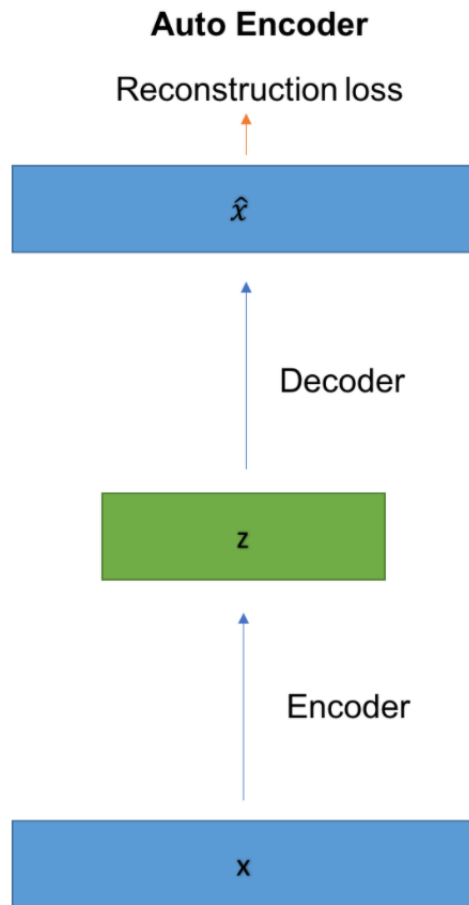 Auto Encoder
Reconstruction loss
x̂
Decoder
z
Encoder
x